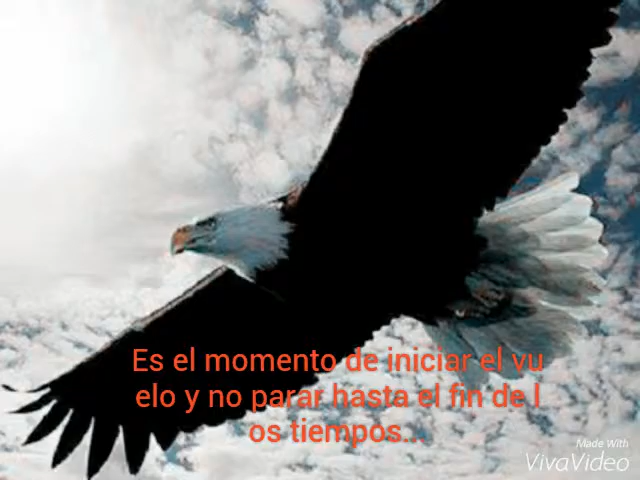 Es el momento de iniciar el vu
elo y no parar hasta el fin de l
os tiempos...
Made With
VivaVideo